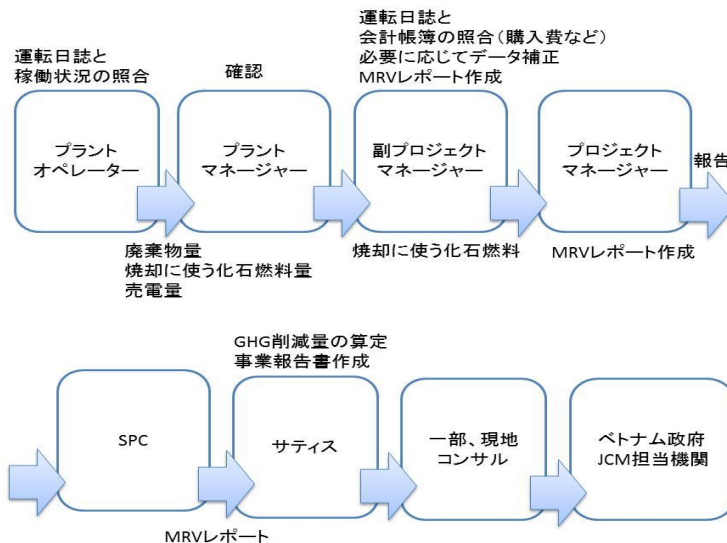 運転日誌と
稼働状況の照合
確認
運転日誌と
会計帳簿の照合（購入費など）
必要に応じてデータ補正
MRVレポート作成
プラント
オペレーター
プラント
マネージャー
副プロジェクト
マネージャー
プロジェクト
マネージャー
報告
廃棄物量
焼却に使う化石燃料量
売電量
焼却に使う化石燃料
MRVレポート作成
GHG削減量の算定
事業報告書作成
SPC
サティス
一部、現地
コンサル
ベトナム政府
JCM担当機関
MRVレポート